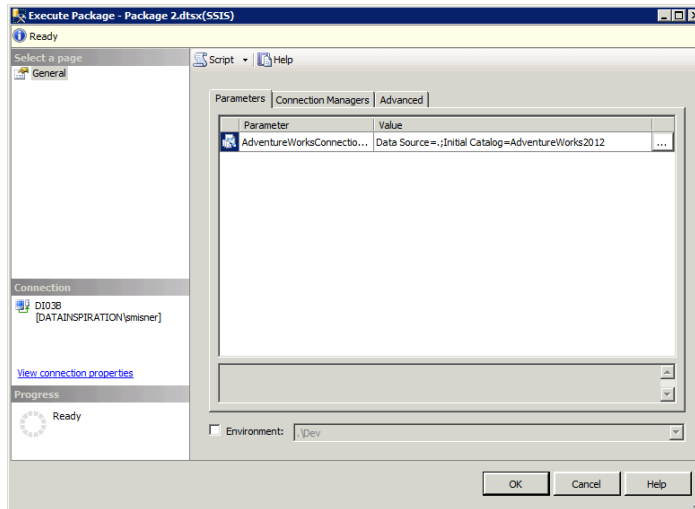 Execute Package - Package 2.dtsx(SSIS)
Ready
Select a page
General
Script Help
Parameters Connection Managers Advanced
Parameter Value
AdventureWorksConnectio... Data Source=.;Initial Catalog=AdventureWorks2012 ...
Connection
DI03B
[DATAINSPIRATION\smisner]
View connection properties
Progress
Ready
Environment: .\Dev
OK Cancel Help